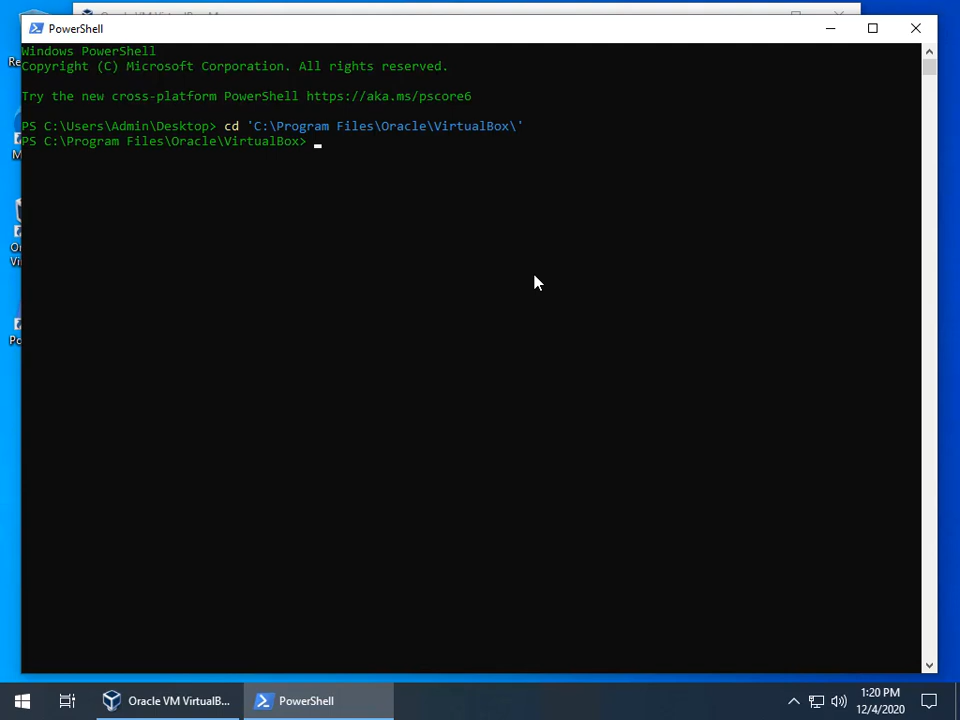 PowerShell
Windows PowerShell
Copyright (C) Microsoft Corporation. All rights reserved.
Try the new cross-platform PowerShell https://aka.ms/pscore6
PS C:\Users\Admin\Desktop> cd 'C:\Program Files\Oracle\VirtualBox\'
PS C:\Program Files\Oracle\VirtualBox>
Oracle VM VirtualB...
PowerShell
1:20 PM
12/4/2020